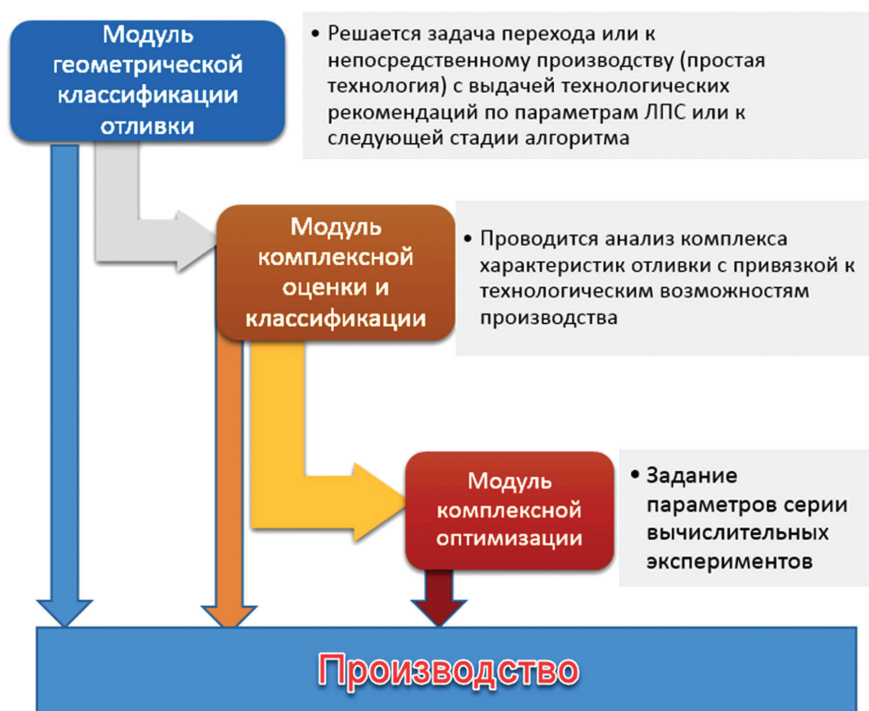 Модуль
геометрической
классификации
отливки
• Решается задача перехода или к
непосредственному производству (простая
технология) с выдачей технологических
рекомендаций по параметрам ЛПС или к
следующей стадии алгоритма
Модуль
комплексной
оценки и
классификации
• Проводится анализ комплекса
характеристик отливки с привязкой к
технологическим возможностям
производства
Модуль
комплексной
оптимизации
• Задание
параметров серии
вычислительных
экспериментов
Производство